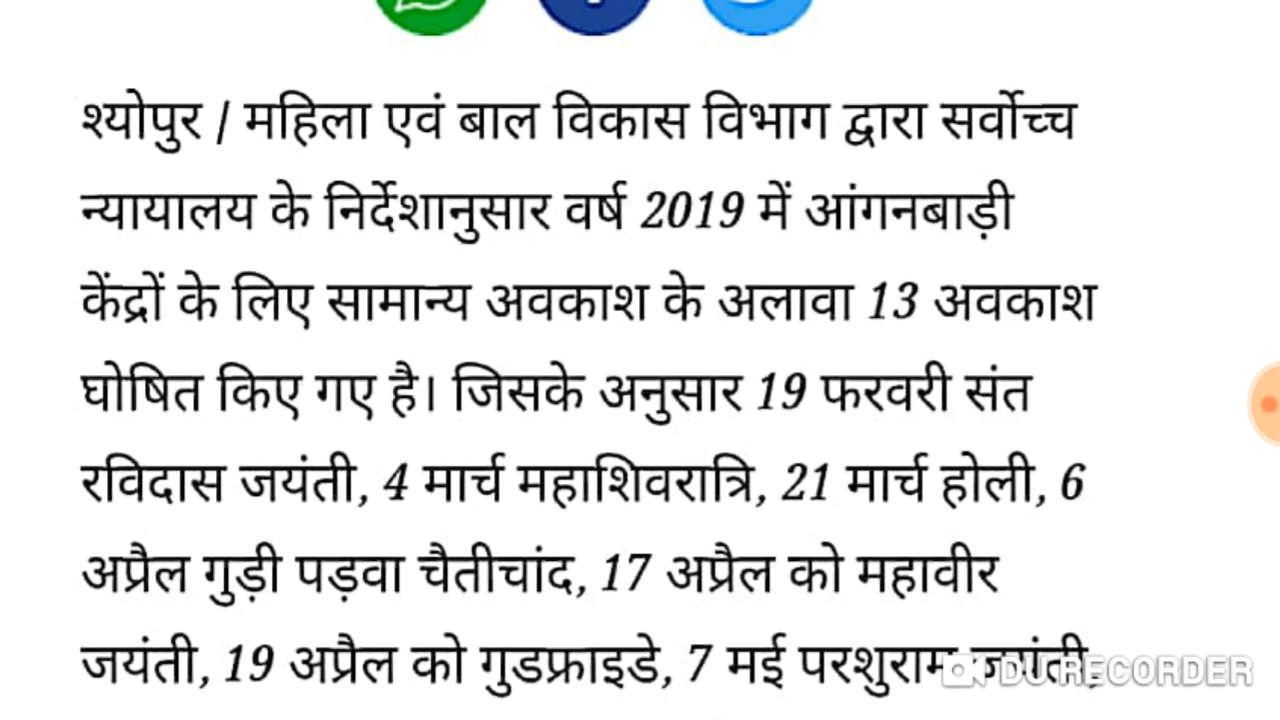 श्योपुर / महिला एवं बाल विकास विभाग द्वारा सर्वोच्च
न्यायालय के निर्देशानुसार वर्ष 2019 में आंगनबाड़ी
केंद्रों के लिए सामान्य अवकाश के अलावा 13 अवकाश
घोषित किए गए है। जिसके अनुसार 19 फरवरी संत
रविदास जयंती, 4 मार्च महाशिवरात्रि, 21 मार्च होली, 6
अप्रैल गुड़ी पड़वा चैतीचांद, 17 अप्रैल को महावीर
जयंती, 19 अप्रैल को गुडफ्राइडे, 7 मई परशुराम जयंती,
DU RECORDER